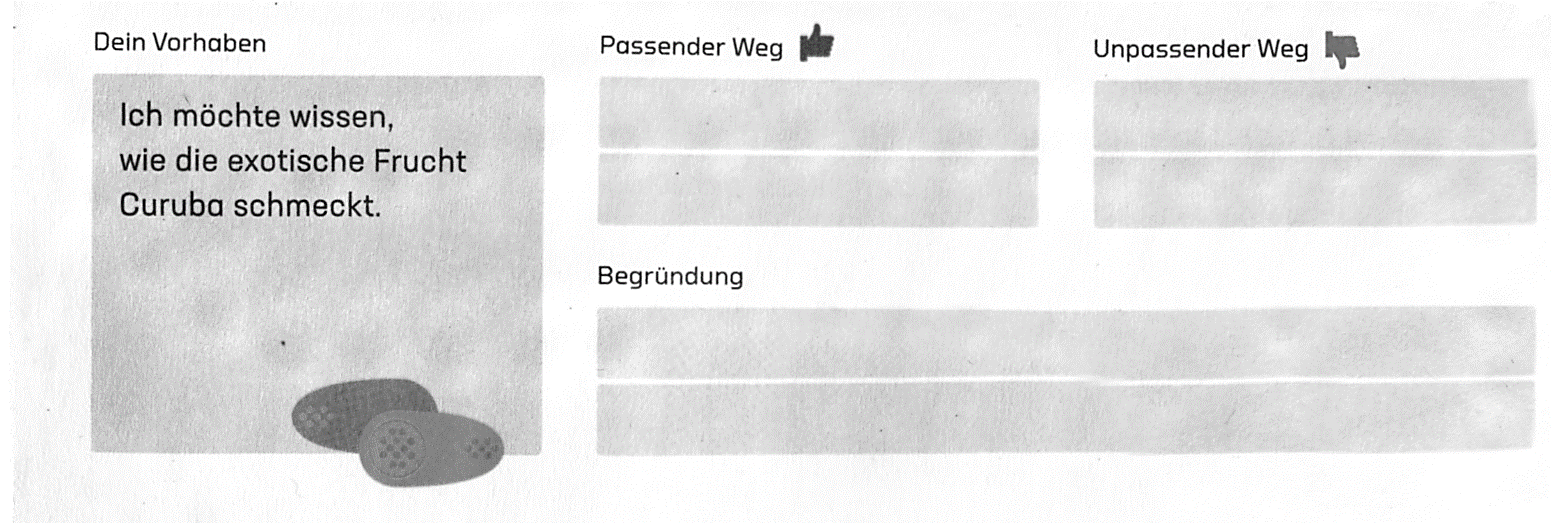 Dein Vorhaben
Ich möchte wissen,
wie die exotische Frucht
Curuba schmeckt.
Passender Weg
Unpassender Weg
Begründung